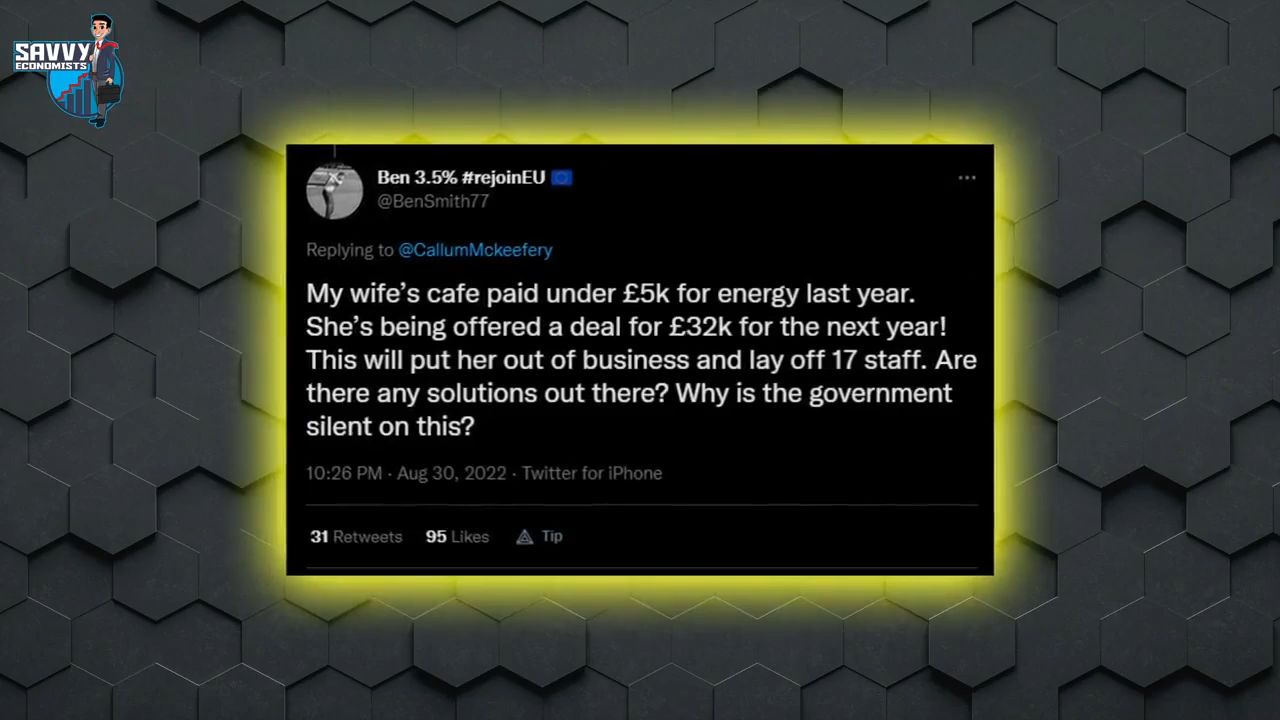 SAVVY
ECONOMISTS
Ben 3.5% #rejoinEU
@BenSmith77
Replying to @CallumMckeefery
My wife’s cafe paid under £5k for energy last year.
She’s being offered a deal for £32k for the next year!
This will put her out of business and lay off 17 staff. Are
there any solutions out there? Why is the government
silent on this?
10:26 PM · Aug 30, 2022 · Twitter for iPhone
31 Retweets 95 Likes Tip